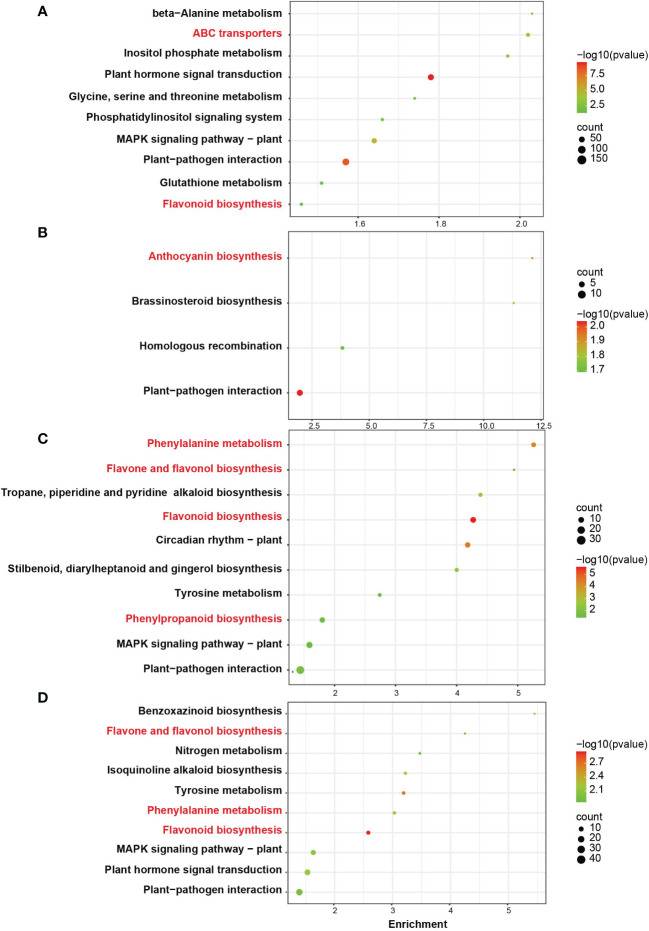 A
beta−Alanine metabolism
ABC transporters
Inositol phosphate metabolism
Plant hormone signal transduction
Glycine, serine and threonine metabolism
Phosphatidylinositol signaling system
MAPK signaling pathway − plant
Plant−pathogen interaction
Glutathione metabolism
Flavonoid biosynthesis
1.6 1.8 2.0
−log10(pvalue)
7.5
5.0
2.5
count
50
100
150
B
Anthocyanin biosynthesis
Brassinosteroid biosynthesis
Homologous recombination
Plant−pathogen interaction
2.5 5.0 7.5 10.0 12.5
count
5
10
−log10(pvalue)
2.0
1.9
1.8
1.7
C
Phenylalanine metabolism
Flavone and flavonol biosynthesis
Tropane, piperidine and pyridine alkaloid biosynthesis
Flavonoid biosynthesis
Circadian rhythm − plant
Stilbenoid, diarylheptanoid and gingerol biosynthesis
Tyrosine metabolism
Phenylpropanoid biosynthesis
MAPK signaling pathway − plant
Plant−pathogen interaction
2 3 4 5
count
10
20
30
−log10(pvalue)
5
4
3
2
D
Benzoxazinoid biosynthesis
Flavone and flavonol biosynthesis
Nitrogen metabolism
Isoquinoline alkaloid biosynthesis
Tyrosine metabolism
Phenylalanine metabolism
Flavonoid biosynthesis
MAPK signaling pathway − plant
Plant hormone signal transduction
Plant−pathogen interaction
2 3 4 5
Enrichment
−log10(pvalue)
2.7
2.4
2.1
count
10
20
30
40